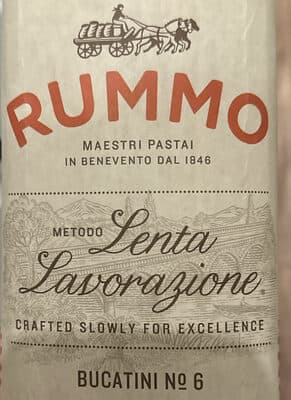 RUMMO
MAESTRI PASTAI
IN BENEVENTO DAL 1846
METODO Lenta
Lavorazione
CRAFTED SLOWLY FOR EXCELLENCE
BUCATINI Nº 6